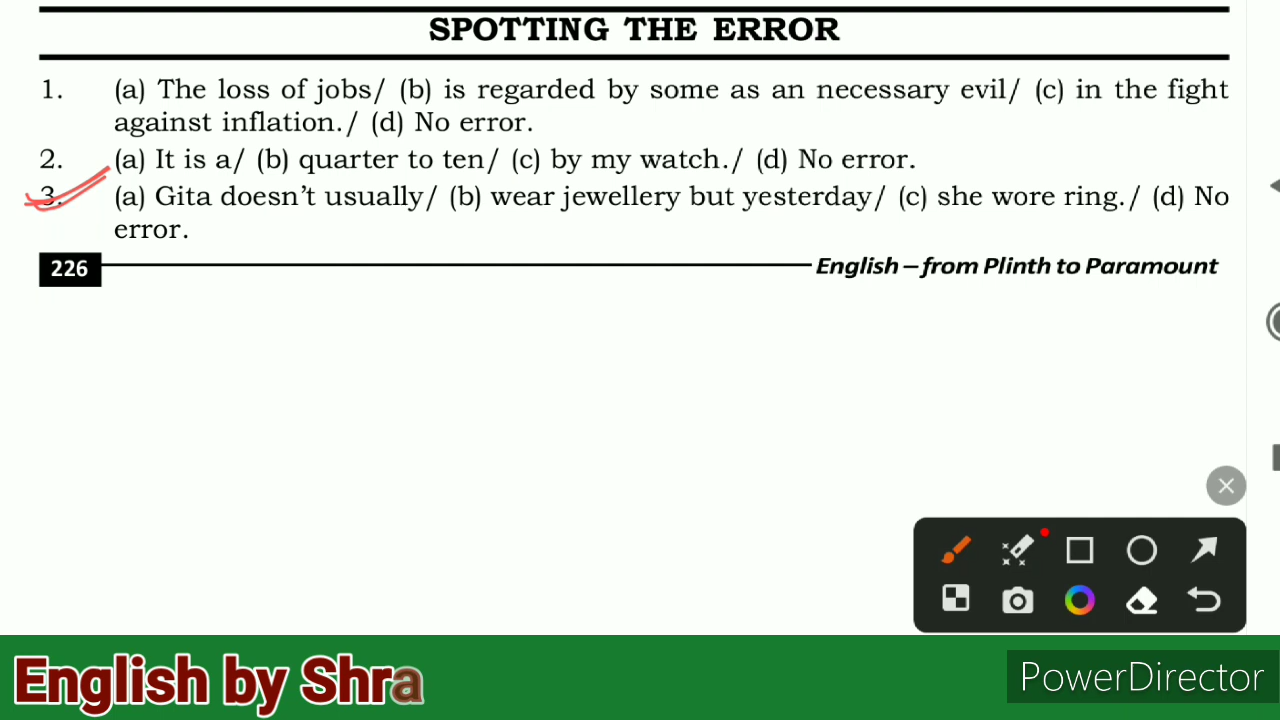 SPOTTING THE ERROR
1. (a) The loss of jobs/ (b) is regarded by some as an necessary evil/ (c) in the fight
against inflation./ (d) No error.
2. (a) It is a/ (b) quarter to ten/ (c) by my watch./ (d) No error.
3. (a) Gita doesn't usually/ (b) wear jewellery but yesterday/ (c) she wore ring./ (d) No
error.
226 English – from Plinth to Paramount
English by Shra
PowerDirector